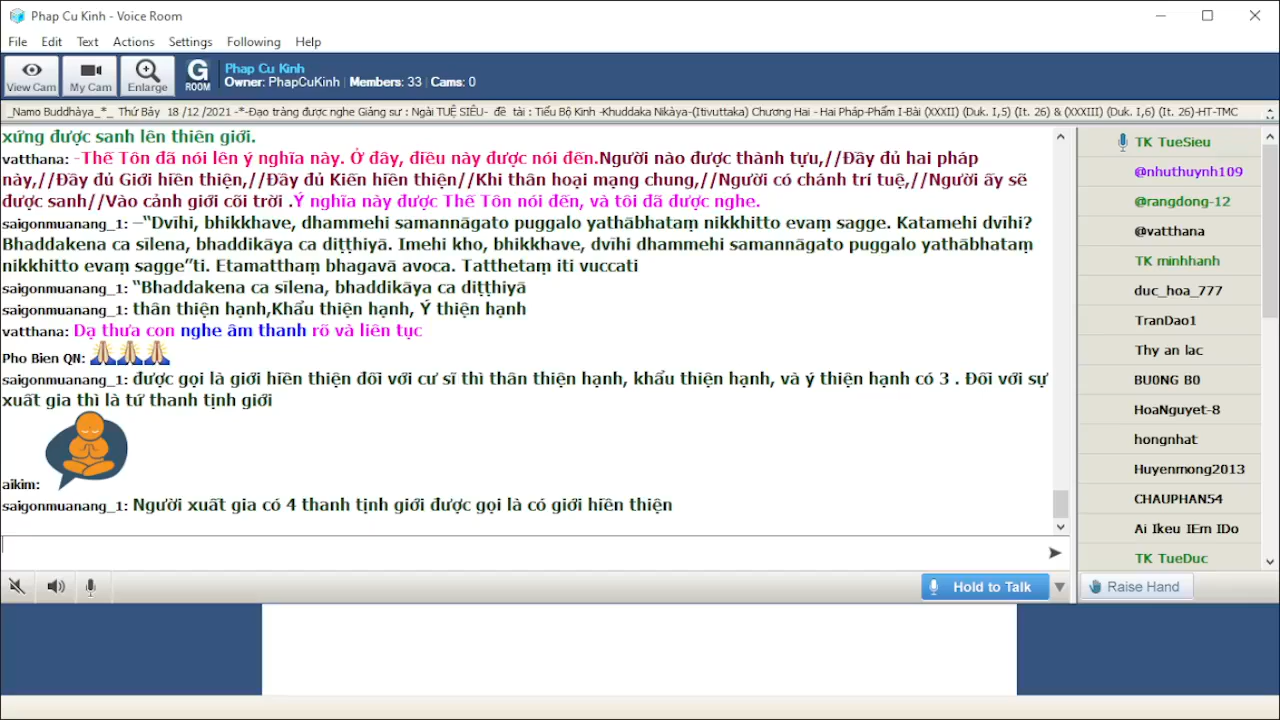 Phap Cu Kinh - Voice Room
File Edit Text Actions Settings Following Help
View Cam My Cam Enlarge G ROOM
Phap Cu Kinh
Owner: PhapCuKinh | Members: 33 | Cams: 0
_Namo Buddhàya_*_ Thứ Bảy 18 /12 /2021 -*-Đạo tràng được nghe Giảng sư : Ngài TUỆ SIÊU- đề tài : Tiểu Bộ Kinh -Khuddaka Nikàya-(Itivuttaka) Chương Hai - Hai Pháp-Phẩm I-Bài (XXXII) (Duk. I,5) (It. 26) & (XXXIII) (Duk. I,6) (It. 26)-HT-TMC
xứng được sanh lên thiên giới.
vatthana: -Thế Tôn đã nói lên ý nghĩa này. Ở đây, điều này được nói đến.Người nào được thành tựu,//Đầy đủ hai pháp
này,//Đầy đủ Giới hiền thiện,//Đầy đủ Kiến hiền thiện//Khi thân hoại mạng chung,//Người có chánh trí tuệ,//Người ấy sẽ
được sanh//Vào cảnh giới cõi trời .Ý nghĩa này được Thế Tôn nói đến, và tôi đã được nghe.
saigonmuanang_1: –“Dvīhi, bhikkhave, dhammehi samannāgato puggalo yathābhataṃ nikkhitto evaṃ sagge. Katamehi dvīhi?
Bhaddakena ca sīlena, bhaddikāya ca diṭṭhiyā. Imehi kho, bhikkhave, dvīhi dhammehi samannāgato puggalo yathābhataṃ
nikkhitto evaṃ sagge”ti. Etamatthaṃ bhagavā avoca. Tatthetaṃ iti vuccati
saigonmuanang_1: “Bhaddakena ca sīlena, bhaddikāya ca diṭṭhiyā
saigonmuanang_1: thân thiện hạnh,Khẩu thiện hạnh, Ý thiện hạnh
vatthana: Dạ thưa con nghe âm thanh rõ và liên tục
Pho Bien QN:
saigonmuanang_1: được gọi là giới hiền thiện đối với cư sĩ thì thân thiện hạnh, khẩu thiện hạnh, và ý thiện hạnh có 3 . Đối với sự
xuất gia thì là tứ thanh tịnh giới
aikim:
saigonmuanang_1: Người xuất gia có 4 thanh tịnh giới được gọi là có giới hiền thiện
TK TueSieu
@nhuthuynh109
@rangdong-12
@vatthana
TK minhhanh
duc_hoa_777
TranDao1
Thy an lac
BU0NG B0
HoaNguyet-8
hongnhat
Huyenmong2013
CHAUPHAN54
Ai Ikeu IEm IDo
TK TueDuc
Hold to Talk
Raise Hand